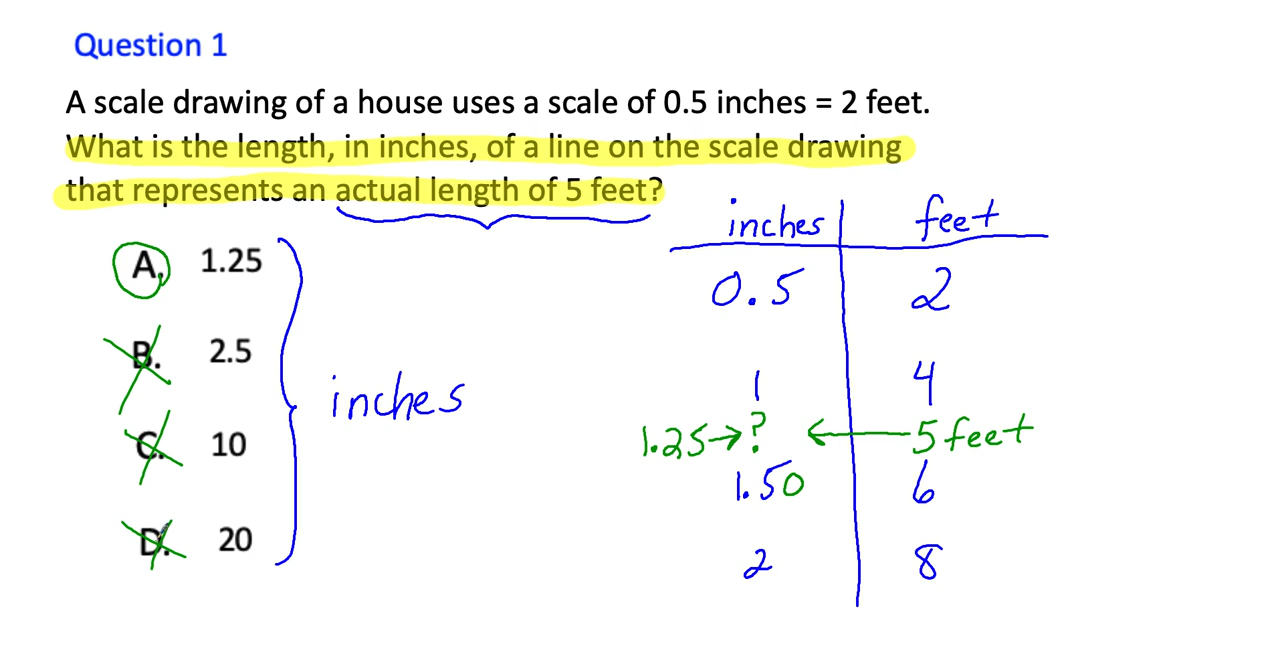 Question 1
A scale drawing of a house uses a scale of 0.5 inches = 2 feet.
What is the length, in inches, of a line on the scale drawing
that represents an actual length of 5 feet?
A. 1.25
B. 2.5
C. 10
D. 20
inches
inches feet
0.5 2
1 4
1.25→? ← 5 feet
1.50 6
2 8